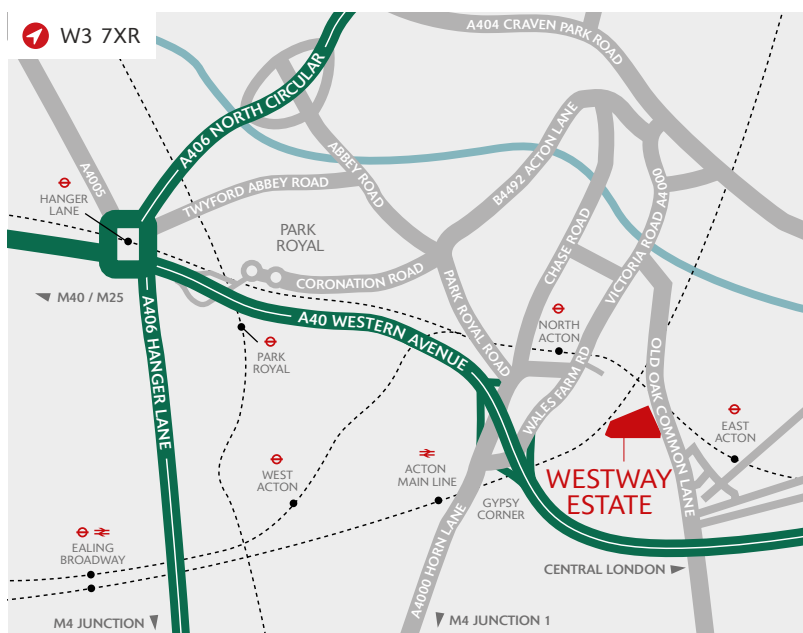 W3 7XR
A404 CRAVEN PARK ROAD
A406 NORTH CIRCULAR
A4005
HANGER
LANE
TWYFORD ABBEY ROAD
ABBEY ROAD
B4492 ACTON LANE
CHASE ROAD
VICTORIA ROAD A4000
PARK
ROYAL
CORONATION ROAD
M40 / M25
A406 HANGER LANE
A40 WESTERN AVENUE
PARK ROYAL ROAD
NORTH
ACTON
PARK
ROYAL
WALES FARM RD
OLD OAK COMMON LANE
EAST
ACTON
WEST
ACTON
ACTON
MAIN LINE
WESTWAY
ESTATE
GYPSY
CORNER
EALING
BROADWAY
A4000 HORN LANE
CENTRAL LONDON
M4 JUNCTION
M4 JUNCTION 1